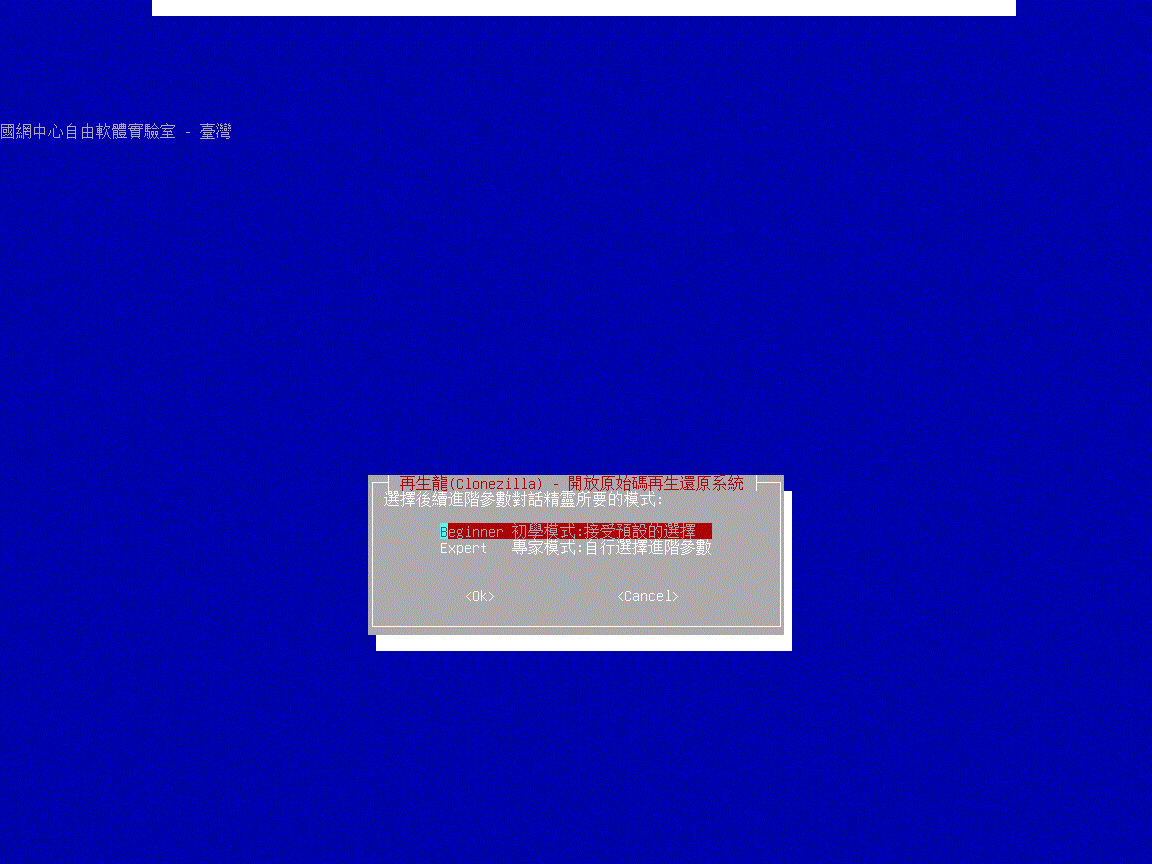 國網中心自由軟體實驗室 - 臺灣
再生龍(Clonezilla) - 開放原始碼再生還原系統
選擇後續進階參數對話精靈所要的模式:
Beginner 初學模式:接受預設的選擇
Expert 專家模式:自行選擇進階參數
<Ok> <Cancel>